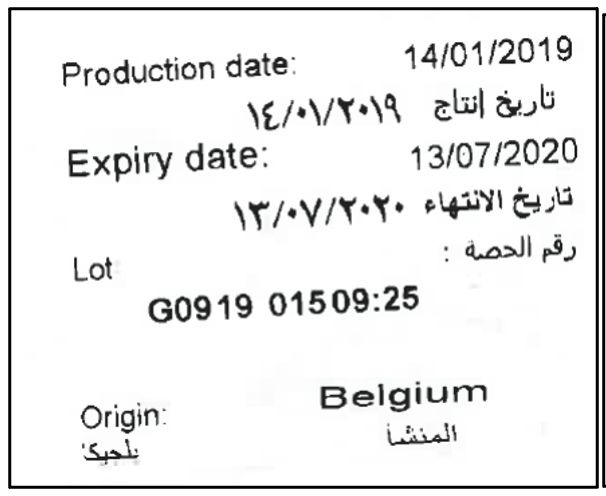 Production date: 14/01/2019
تاريخ إنتاج ١٤/٠١/٢٠١٩
Expiry date: 13/07/2020
تاريخ الانتهاء ١٣/٠٧/٢٠٢٠
Lot رقم الحصة :
G0919 01509:25
Origin: Belgium
المنشأ
بلجيكا